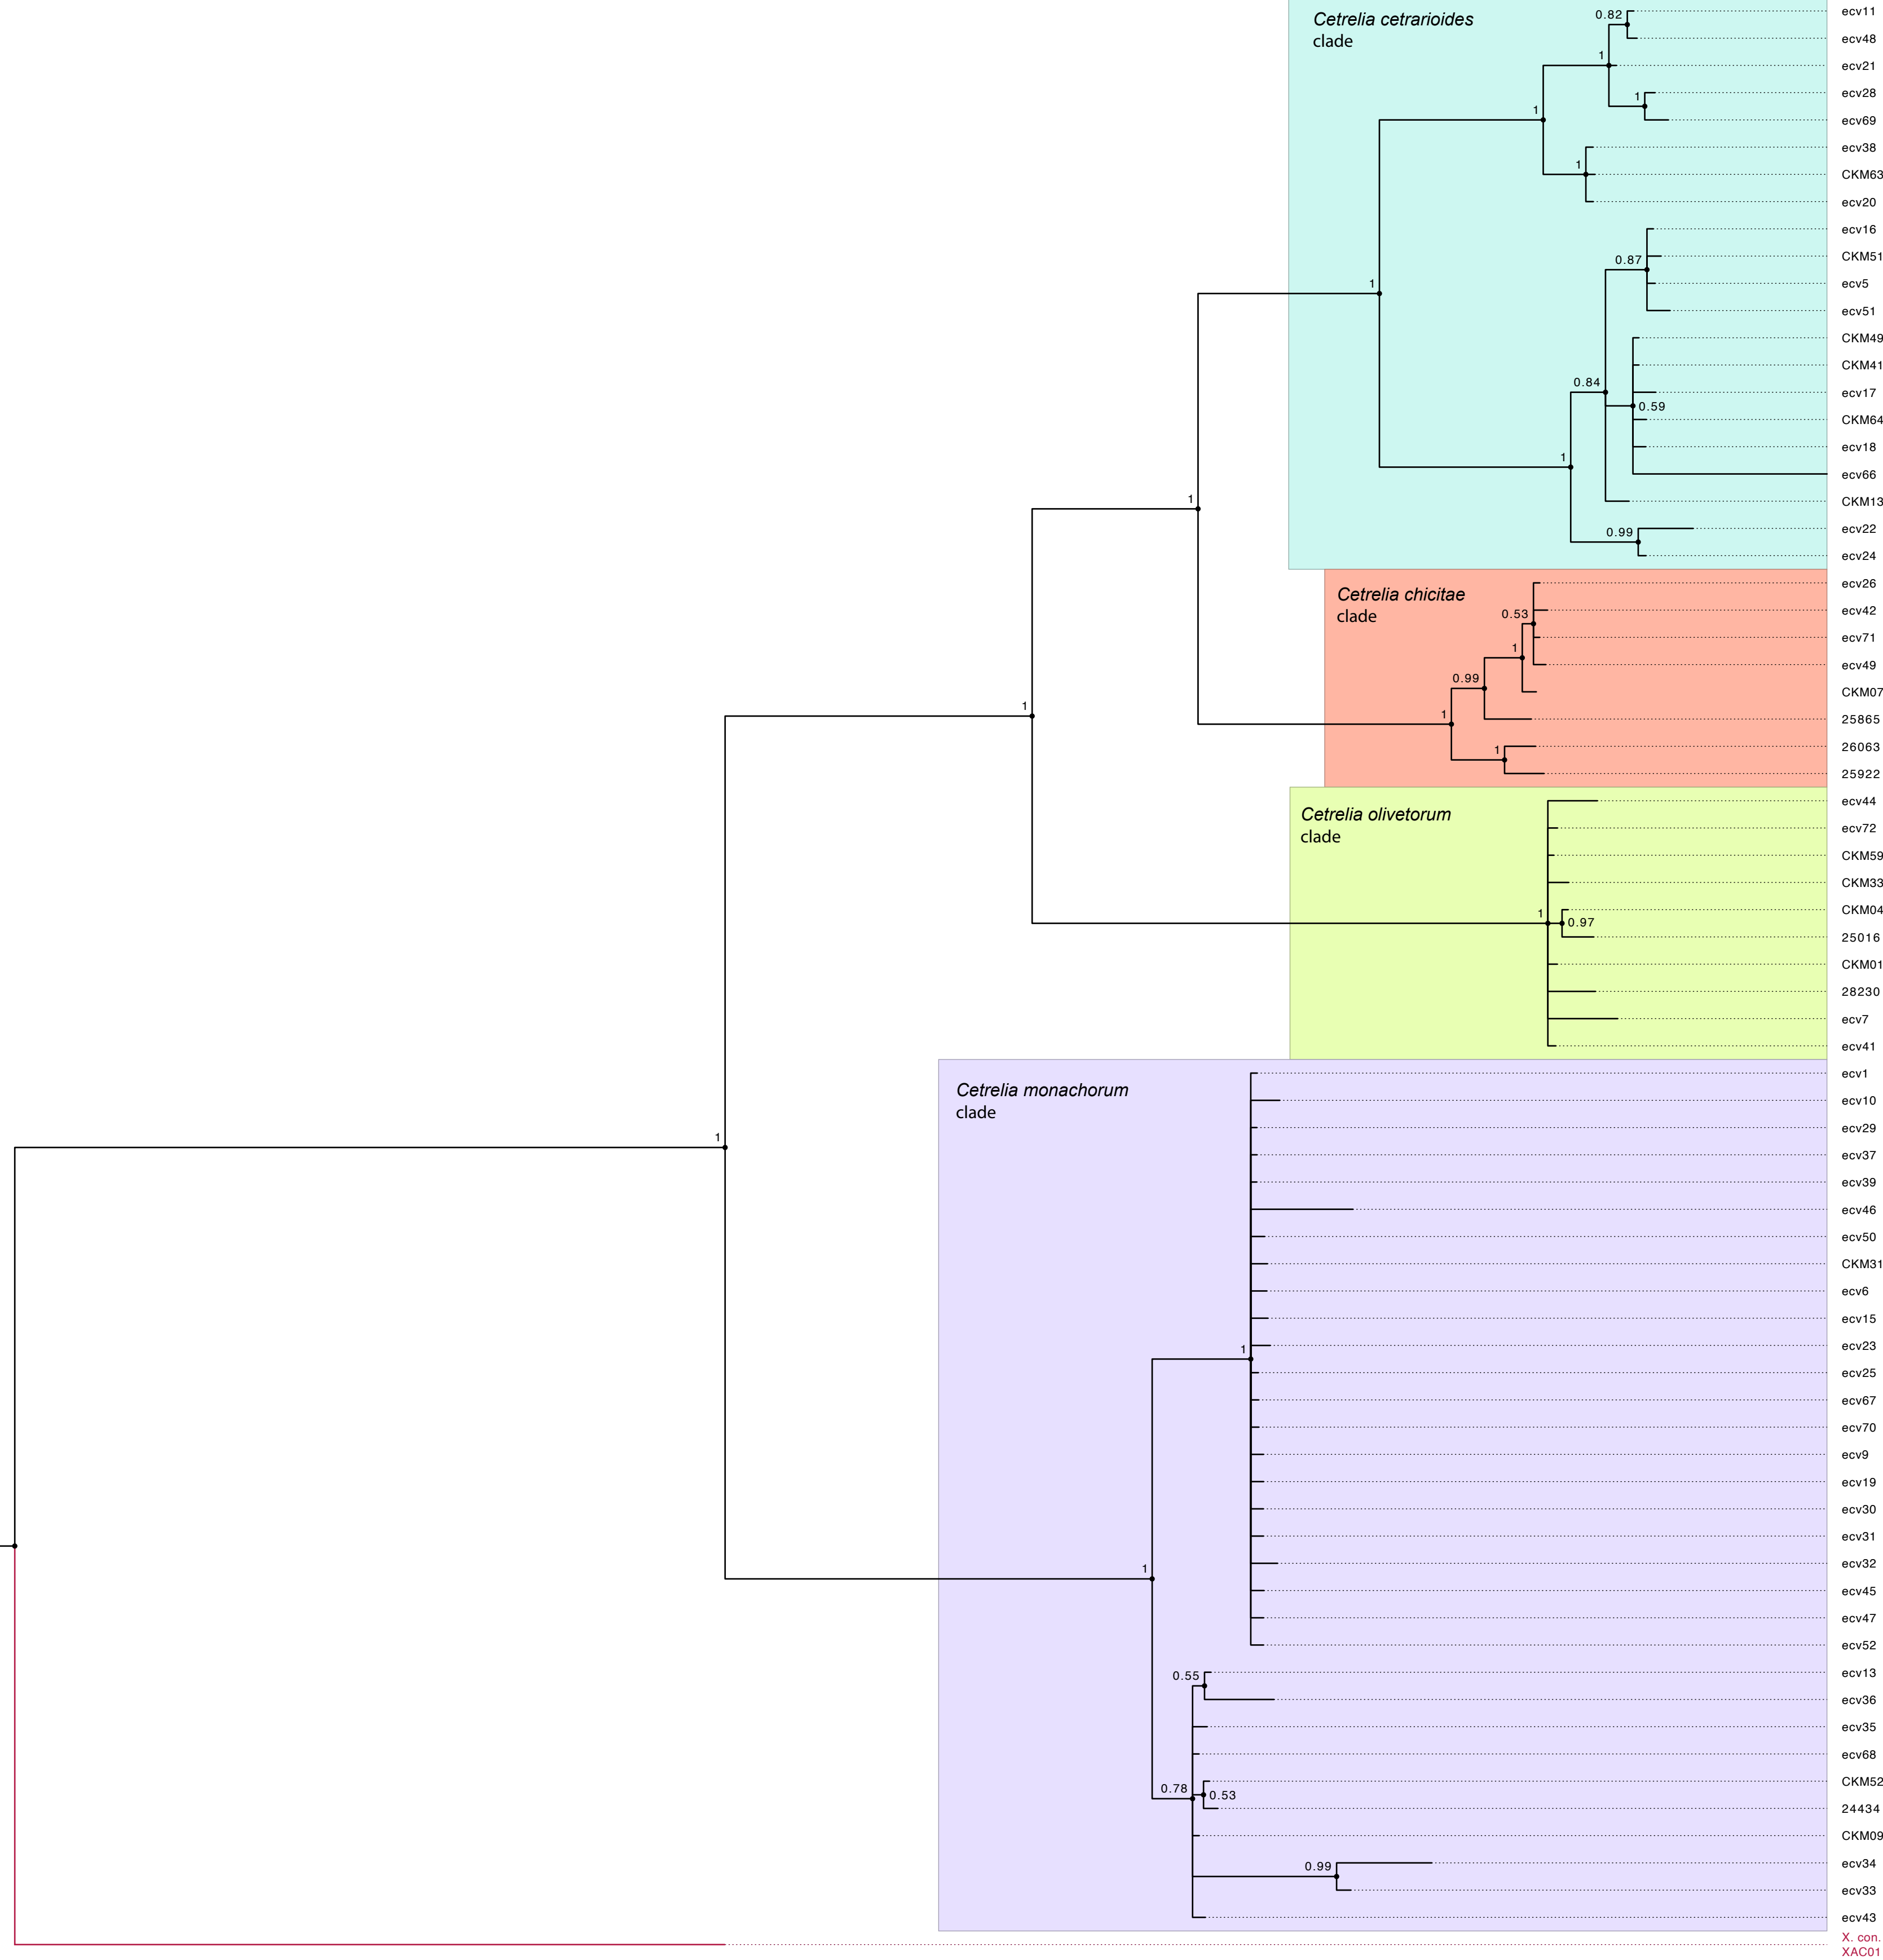 Cetrelia cetrarioides
clade
0.82
ecv11
ecv48
1
ecv21
1
ecv28
ecv69
1
ecv38
1
CKM63
ecv20
ecv16
0.87
CKM51
ecv5
1
ecv51
CKM49
CKM41
0.84
ecv17
0.59
CKM64
ecv18
1
ecv66
CKM13
1
0.99
ecv22
ecv24
Cetrelia chicitae
clade
ecv26
0.53
ecv42
ecv71
1
ecv49
0.99
CKM07
1
25865
1
26063
25922
1
Cetrelia olivetorum
clade
ecv44
ecv72
CKM59
CKM33
CKM04
1
0.97
25016
CKM01
28230
ecv7
ecv41
Cetrelia monachorum
clade
ecv1
ecv10
ecv29
1
ecv37
ecv39
ecv46
ecv50
CKM31
ecv6
ecv15
ecv23
1
ecv25
ecv67
ecv70
ecv9
ecv19
ecv30
ecv31
ecv32
1
ecv45
ecv47
ecv52
0.55
ecv13
ecv36
ecv35
ecv68
CKM52
0.78
0.53
24434
CKM09
0.99
ecv34
ecv33
ecv43
X. con.
XAC01